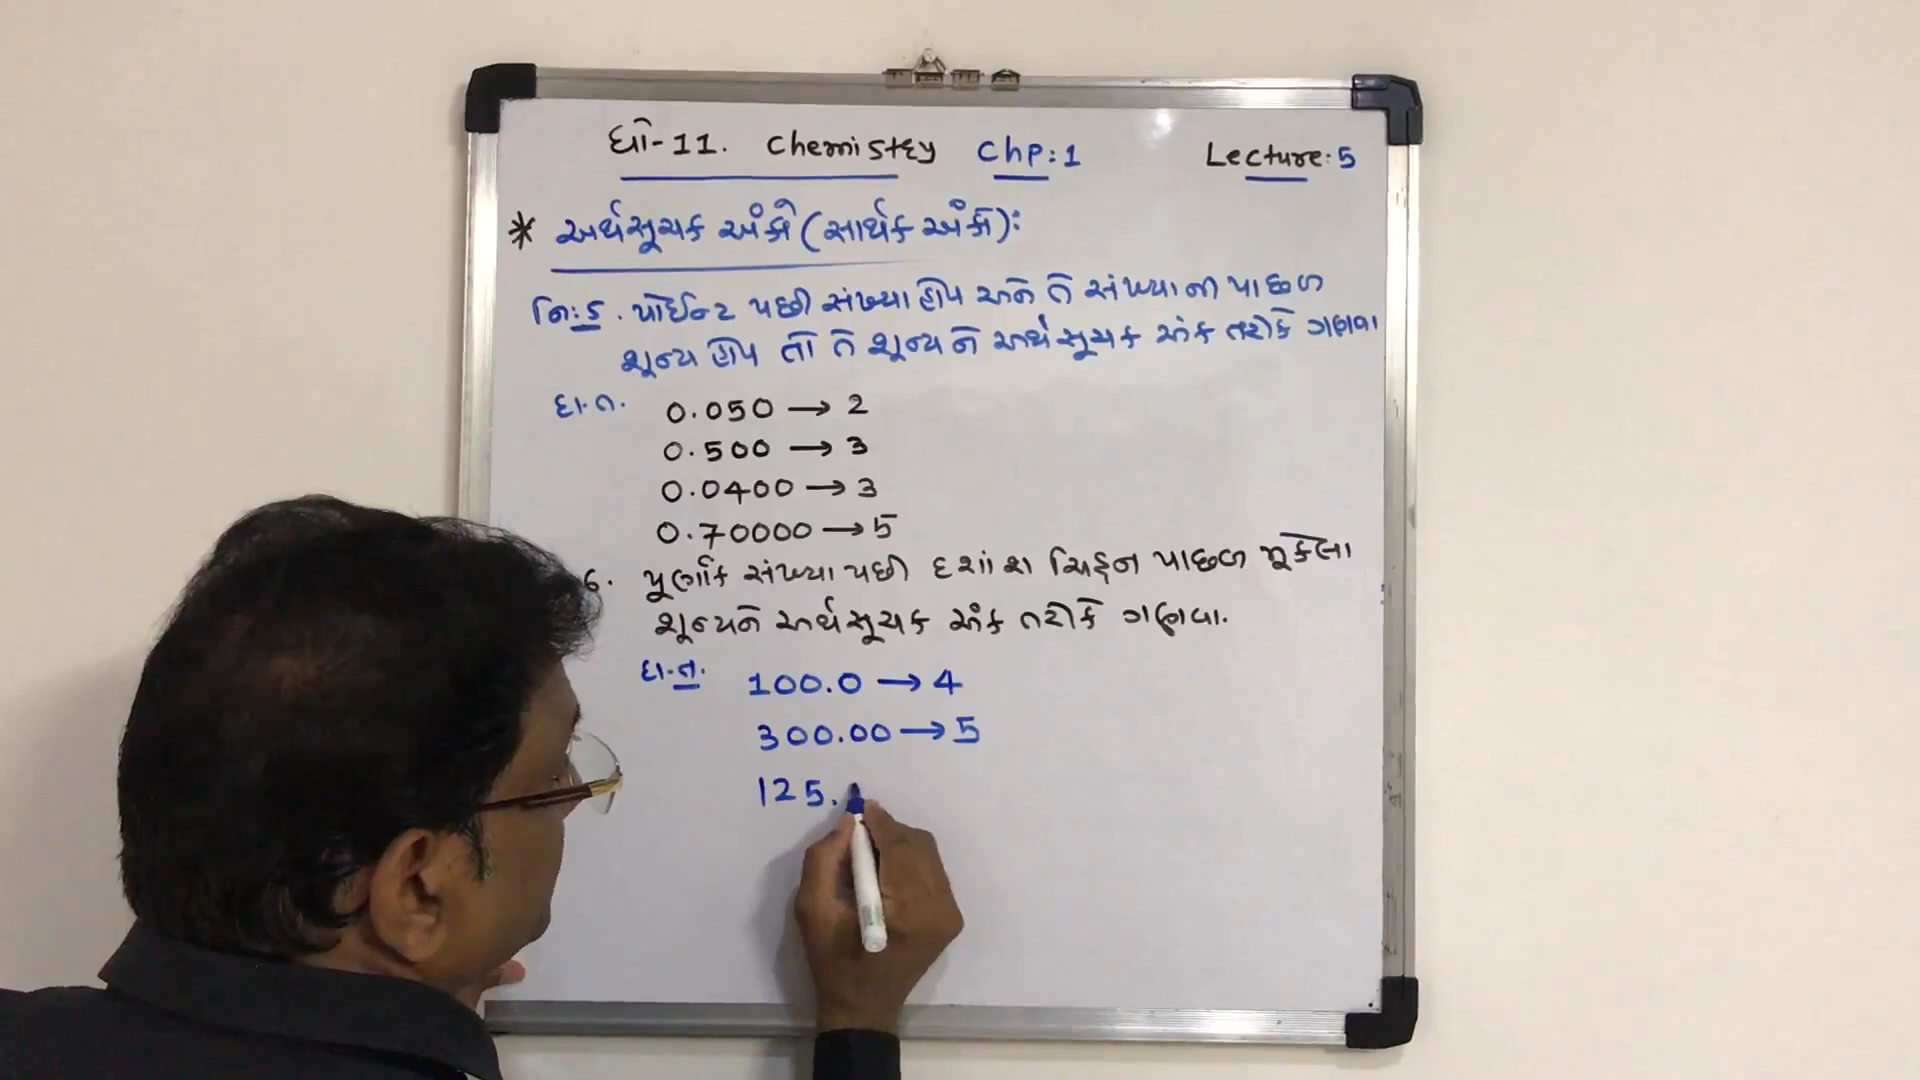 ધો-11. Chemistry Chp:1 Lecture:5
* અર્થસૂચક અંકો (સાર્થક અંકો):
નિ:5. પોઈન્ટ પછી સંખ્યા હોય અને તે સંખ્યાની પાછળ
શૂન્ય હોય તો તે શૂન્યને અર્થસૂચક અંક તરીકે ગણવા
દા.ત. 0.050 → 2
0.500 → 3
0.0400 → 3
0.70000 → 5
6. પૂર્ણાંક સંખ્યા પછી દશાંશ ચિહ્ન પાછળ મૂકેલા
શૂન્યને અર્થસૂચક અંક તરીકે ગણવા.
દા.ત. 100.0 → 4
300.00 → 5
125.